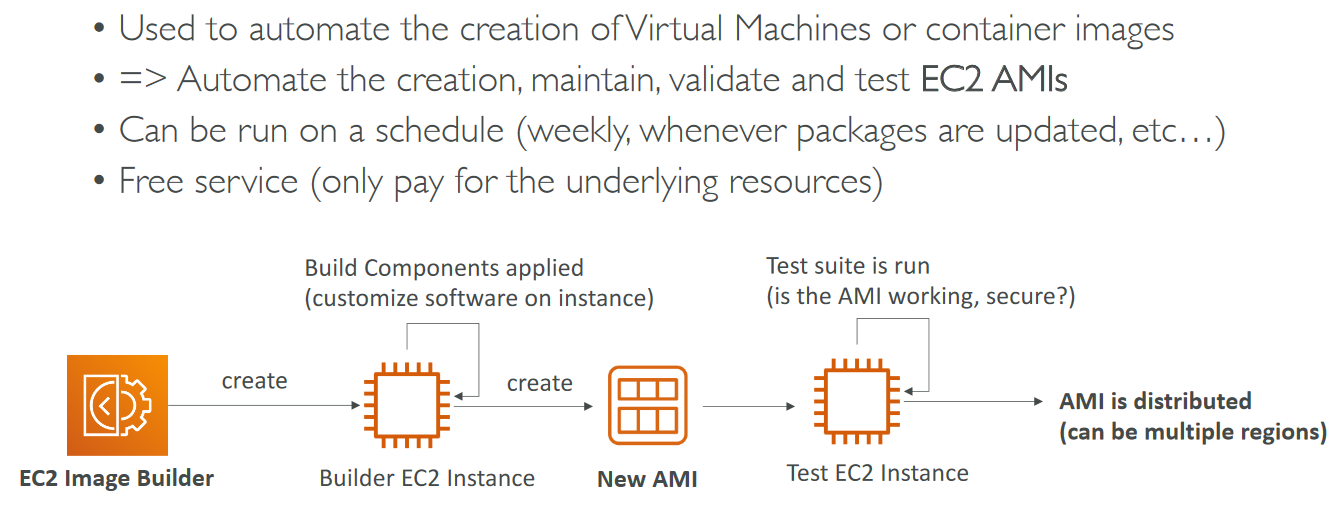 • Used to automate the creation of Virtual Machines or container images
• => Automate the creation, maintain, validate and test EC2 AMIs
• Can be run on a schedule (weekly, whenever packages are updated, etc…)
• Free service (only pay for the underlying resources)
Build Components applied
(customize software on instance)
Test suite is run
(is the AMI working, secure?)
create
create
AMI is distributed
(can be multiple regions)
EC2 Image Builder
Builder EC2 Instance
New AMI
Test EC2 Instance